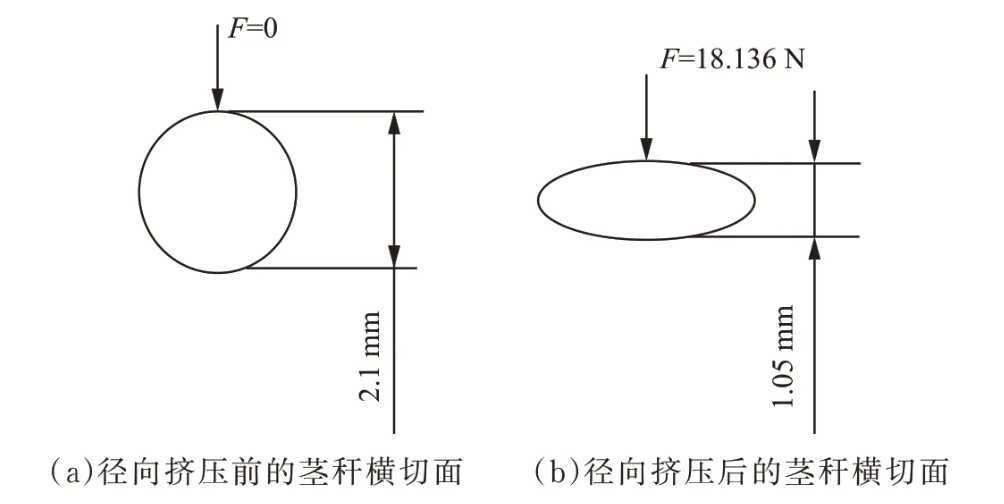 F=0
F=18.136 N
2.1 mm
1.05 mm
(a)径向挤压前的茎秆横切面
(b)径向挤压后的茎秆横切面